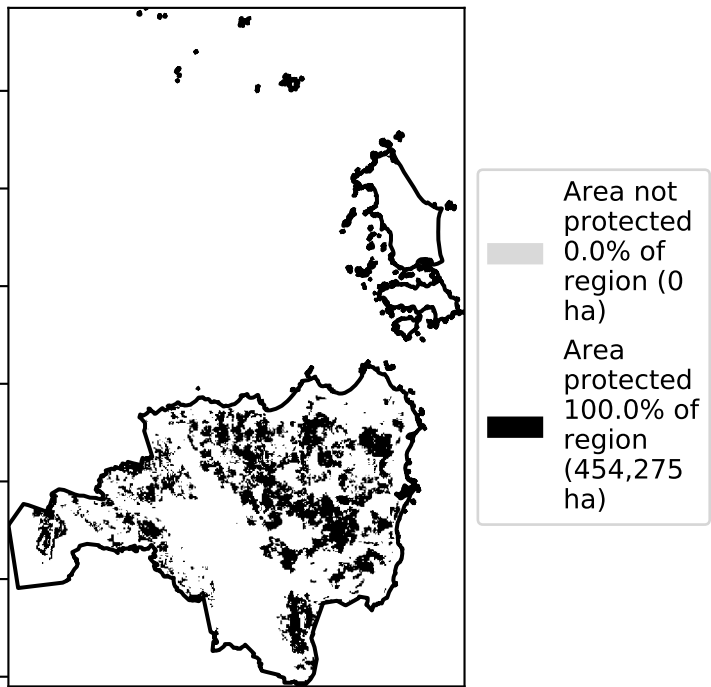 Area not
protected
0.0% of
region (0
ha)
Area
protected
100.0% of
region
(454,275
ha)